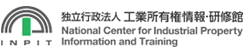 独立行政法人 工業所有権情報・研修館
National Center for Industrial Property
Information and Training
INPIT